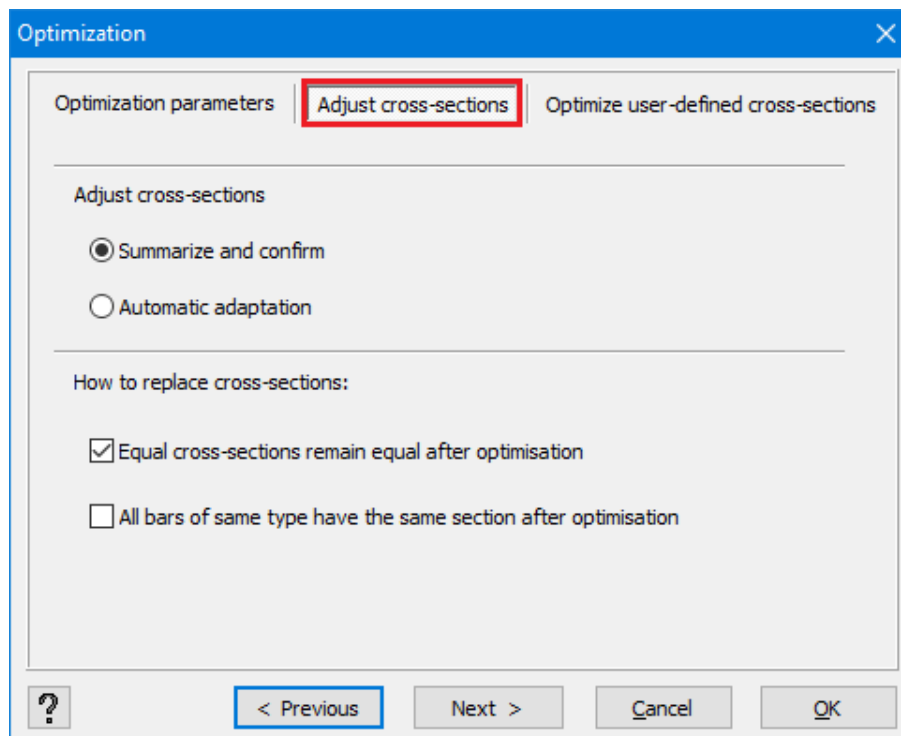 Optimization
Optimization parameters Adjust cross-sections Optimize user-defined cross-sections
Adjust cross-sections
Summarize and confirm
Automatic adaptation
How to replace cross-sections:
Equal cross-sections remain equal after optimisation
All bars of same type have the same section after optimisation
? < Previous Next > Cancel OK